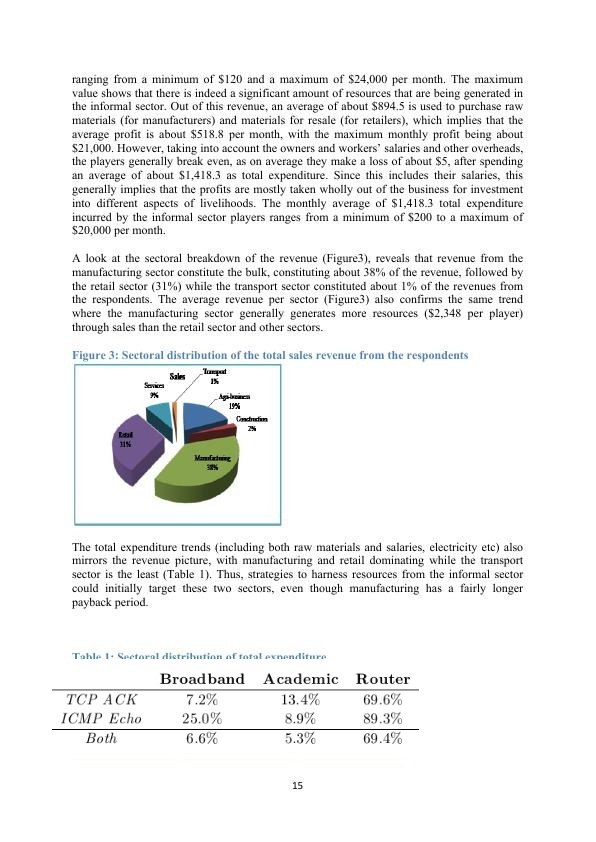 ranging from a minimum of $120 and a maximum of $24,000 per month. The maximum
value shows that there is indeed a significant amount of resources that are being generated in
the informal sector. Out of this revenue, an average of about $894.5 is used to purchase raw
materials (for manufacturers) and materials for resale (for retailers), which implies that the
average profit is about $518.8 per month, with the maximum monthly profit being about
$21,000. However, taking into account the owners and workers' salaries and other overheads,
the players generally break even, as on average they make a loss of about $5, after spending
an average of about $1,418.3 as total expenditure. Since this includes their salaries, this
generally implies that the profits are mostly taken wholly out of the business for investment
into different aspects of livelihoods. The monthly average of $1,418.3 total expenditure
incurred by the informal sector players ranges from a minimum of $200 to a maximum of
$20,000 per month.
A look at the sectoral breakdown of the revenue (Figure3), reveals that revenue from the
manufacturing sector constitute the bulk, constituting about 38% of the revenue, followed by
the retail sector (31%) while the transport sector constituted about 1% of the revenues from
the respondents. The average revenue per sector (Figure3) also confirms the same trend
where the manufacturing sector generally generates more resources ($2,348 per player)
through sales than the retail sector and other sectors.
Figure 3: Sectoral distribution of the total sales revenue from the respondents
Sales
Transport
1%
Services
9%
Agi-business
19%
Construction
2%
Retail
31%
Manufacturing
38%
The total expenditure trends (including both raw materials and salaries, electricity etc) also
mirrors the revenue picture, with manufacturing and retail dominating while the transport
sector is the least (Table 1). Thus, strategies to harness resources from the informal sector
could initially target these two sectors, even though manufacturing has a fairly longer
payback period.
Table 1: Sectoral distribution of total expenditure
Broadband Academic Router
TCP ACK 7.2% 13.4% 69.6%
ICMP Echo 25.0% 8.9% 89.3%
Both 6.6% 5.3% 69.4%
15